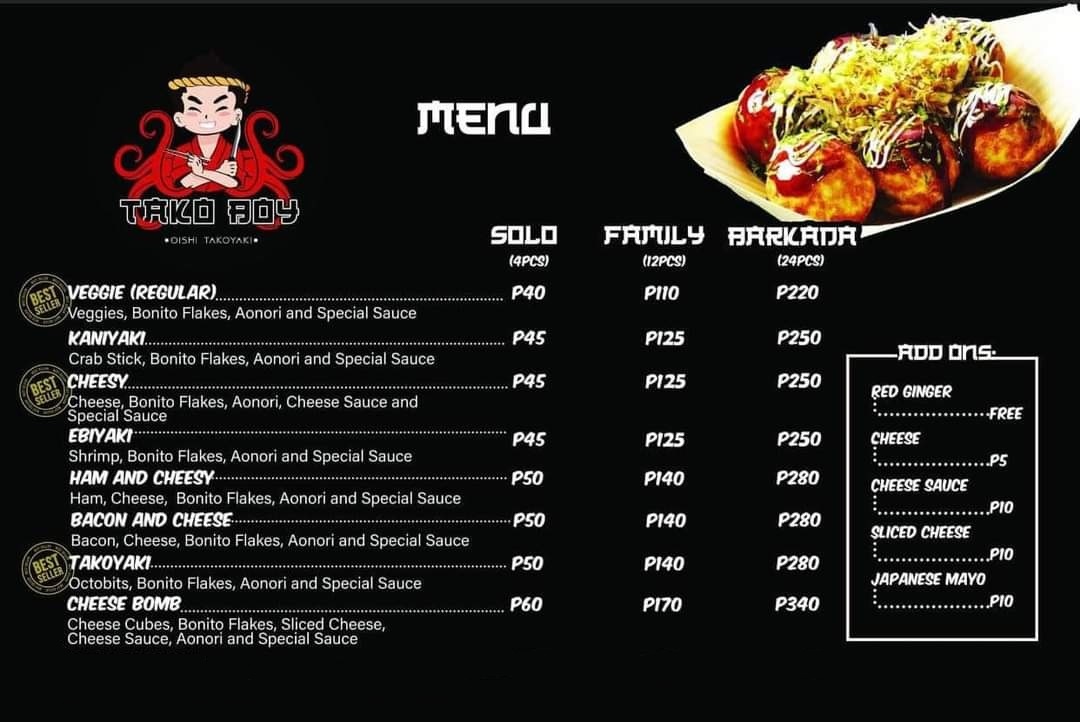 MENU
TAKO BOY
•OISHI TAKOYAKI•
SOLO FAMILY BARKADA
(4PCS) (12PCS) (24PCS)
BEST SELLER
VEGGIE (REGULAR) P40 P110 P220
Veggies, Bonito Flakes, Aonori and Special Sauce
KANIYAKI P45 P125 P250
Crab Stick, Bonito Flakes, Aonori and Special Sauce
BEST SELLER
CHEESY P45 P125 P250
Cheese, Bonito Flakes, Aonori, Cheese Sauce and
Special Sauce
EBIYAKI P45 P125 P250
Shrimp, Bonito Flakes, Aonori and Special Sauce
HAM AND CHEESY P50 P140 P280
Ham, Cheese, Bonito Flakes, Aonori and Special Sauce
BACON AND CHEESE P50 P140 P280
Bacon, Cheese, Bonito Flakes, Aonori and Special Sauce
BEST SELLER
TAKOYAKI P50 P140 P280
Octobits, Bonito Flakes, Aonori and Special Sauce
CHEESE BOMB P60 P170 P340
Cheese Cubes, Bonito Flakes, Sliced Cheese,
Cheese Sauce, Aonori and Special Sauce
ADD ONS:
RED GINGER
FREE
CHEESE
P5
CHEESE SAUCE
P10
SLICED CHEESE
P10
JAPANESE MAYO
P10